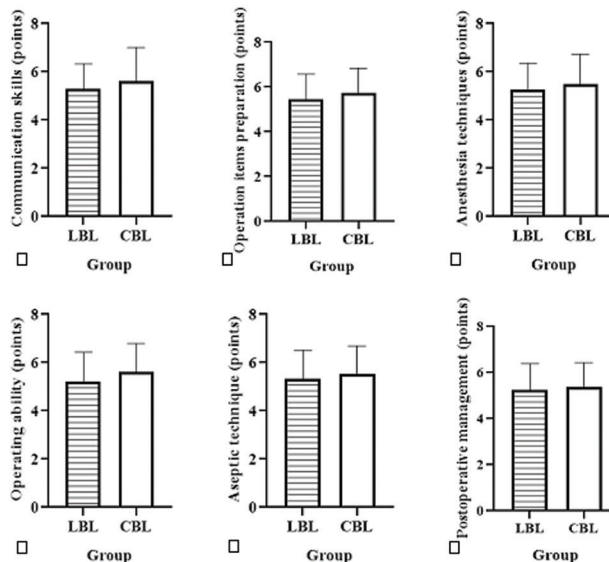 Communication skills (points)
8
6
4
2
0
LBL CBL
Group
Operation items preparation (points)
8
6
4
2
0
LBL CBL
Group
Anesthesia techniques (points)
8
6
4
2
0
LBL CBL
Group
Operating ability (points)
8
6
4
2
0
LBL CBL
Group
Aseptic technique (points)
8
6
4
2
0
LBL CBL
Group
Postoperative management (points)
8
6
4
2
0
LBL CBL
Group